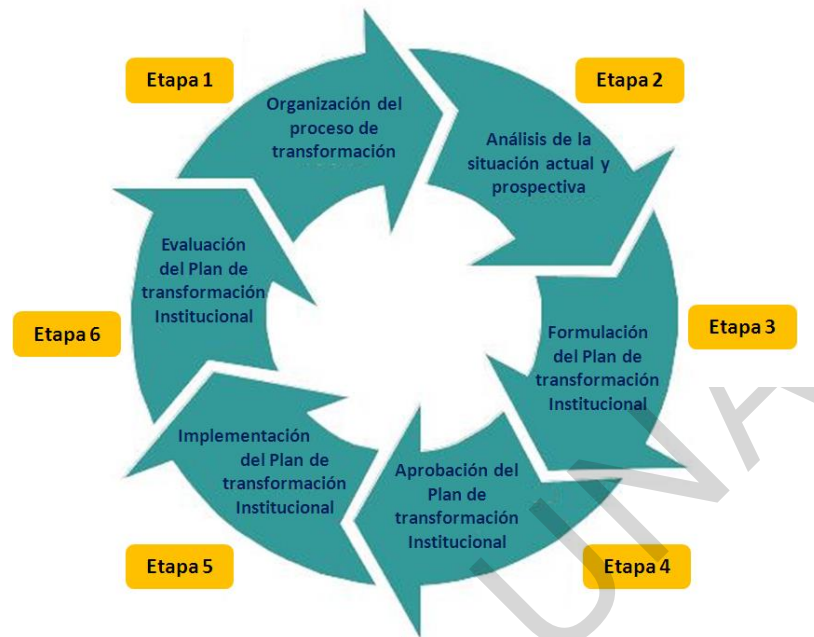 Etapa 1
Organización del
proceso de
transformación
Etapa 2
Análisis de la
situación actual y
prospectiva
Etapa 3
Formulación
del Plan de
transformación
Institucional
Etapa 4
Aprobación del
Plan de
transformación
Institucional
Etapa 5
Implementación
del Plan de
transformación
Institucional
Etapa 6
Evaluación
del Plan de
transformación
Institucional
UNA